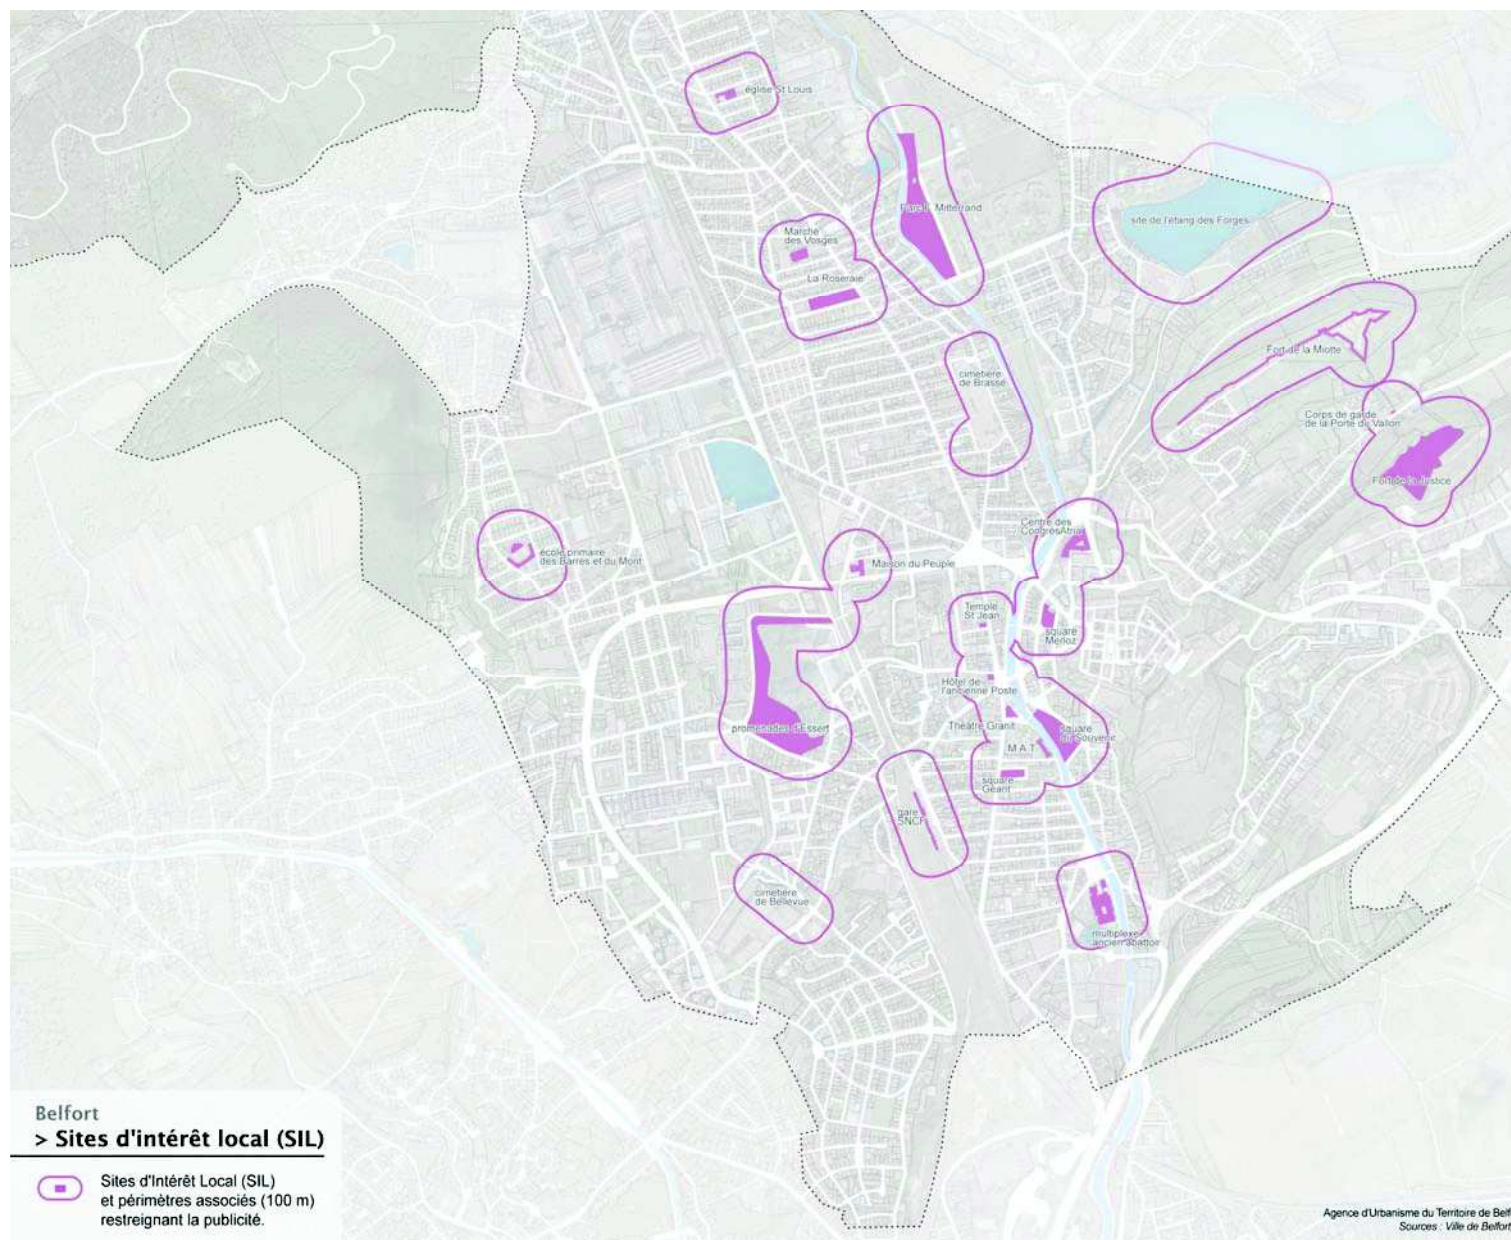 église St Louis
Parc F. Mitterrand
site de l'étang des Forges
Marché
des Vosges
La Roseraie
Fort de la Miotte
cimetière
de Brasse
Corps de garde
de la Porte du Vallon
Fort de la Justice
Centre des
Congrès Atria
école primaire
des Barres et du Mont
Maison du Peuple
Temple
St Jean
square
Merloz
Hôtel de
l'ancienne Poste
Théâtre Granit
square
du Souvenir
promenades d'Essert
M A T
square
Géant
gare
SNCF
cimetière
de Bellevue
multiplexe
ancien abattoir
Belfort
> Sites d'intérêt local (SIL)
Sites d'Intérêt Local (SIL)
et périmètres associés (100 m)
restreignant la publicité.
Agence d'Urbanisme du Territoire de Belf
Sources : Ville de Belfort